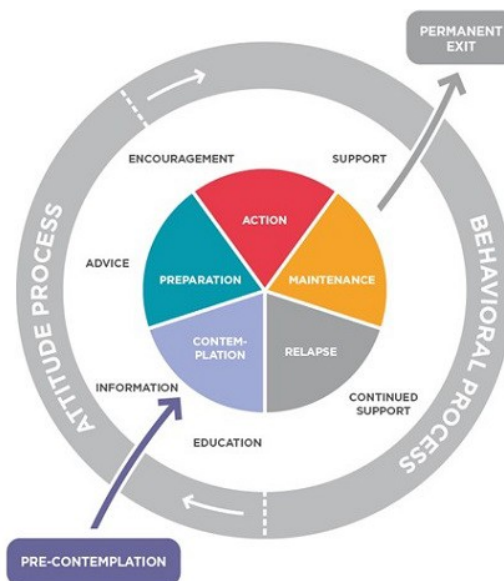 PERMANENT
EXIT
ENCOURAGEMENT
SUPPORT
ACTION
ATTITUDE PROCESS
BEHAVIORAL PROCESS
ADVICE
PREPARATION
MAINTENANCE
CONTEM-
PLATION
RELAPSE
INFORMATION
CONTINUED
SUPPORT
EDUCATION
PRE-CONTEMPLATION